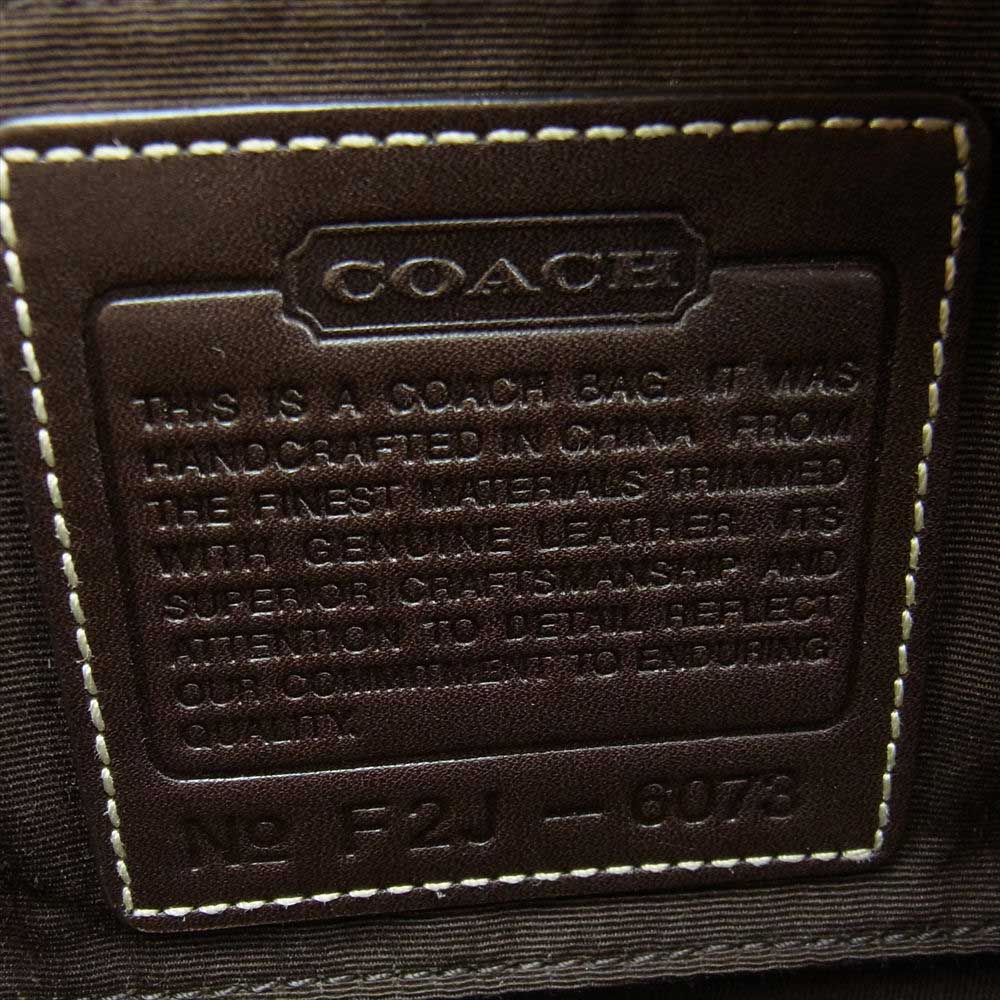 COACH
THIS IS A COACH BAG. IT WAS
HANDCRAFTED IN CHINA FROM
THE FINEST MATERIALS TRIMMED
WITH GENUINE LEATHER. ITS
SUPERIOR CRAFTSMANSHIP AND
ATTENTION TO DETAIL REFLECT
OUR COMMITMENT TO ENDURING
QUALITY.
No F2J-6073